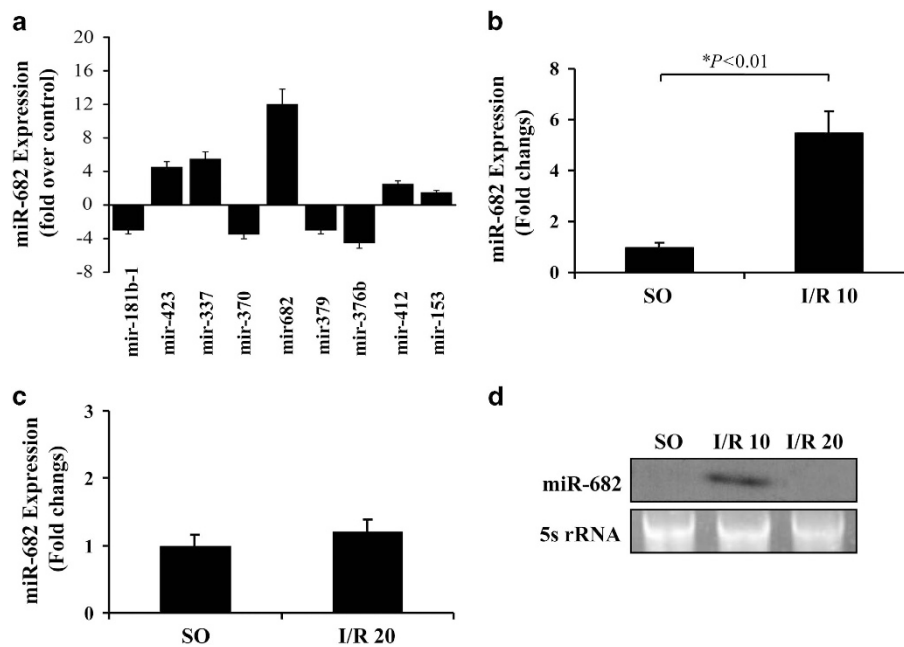 a
miR-682 Expression
(fold over control)
20
16
12
8
4
0
-4
-8
mir-181b-1
mir-423
mir-337
mir-370
mir682
mir379
mir-376b
mir-412
mir-153
b
miR-682 Expression
(Fold changs)
8
6
4
2
0
*P<0.01
SO I/R 10
c
miR-682 Expression
(Fold changs)
3
2
1
0
SO I/R 20
d
SO I/R 10 I/R 20
miR-682
5s rRNA